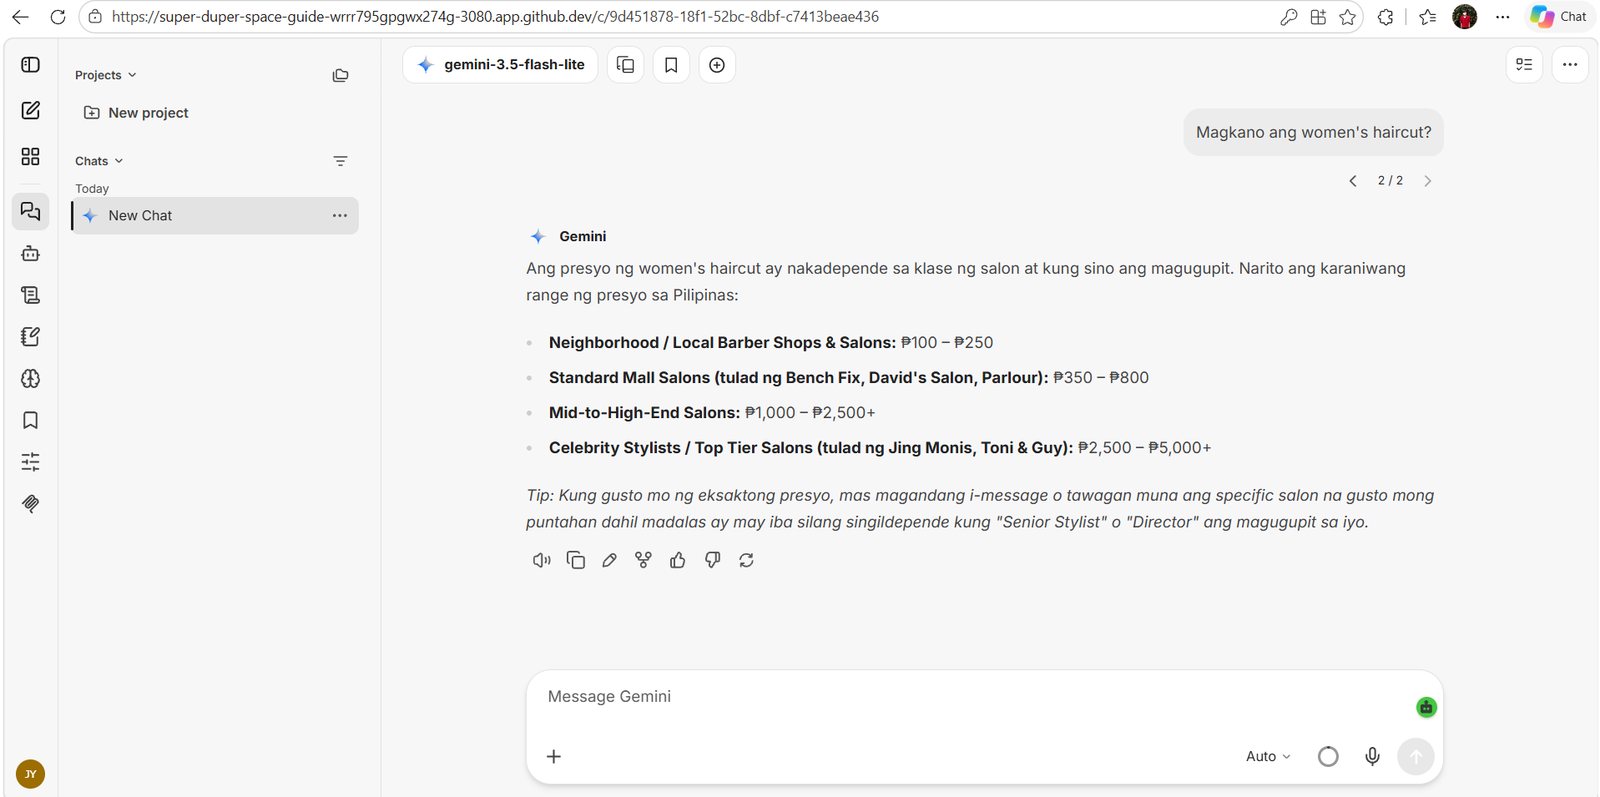 https://super-duper-space-guide-wrrr795gpgwx274g-3080.app.github.dev/c/9d451878-18f1-52bc-8dbf-c7413beae436
Chat
Projects
New project
Chats
Today
New Chat
JY
gemini-3.5-flash-lite
Magkano ang women's haircut?
2 / 2
Gemini
Ang presyo ng women's haircut ay nakadepende sa klase ng salon at kung sino ang magugupit. Narito ang karaniwang
range ng presyo sa Pilipinas:
Neighborhood / Local Barber Shops & Salons: ₱100 – ₱250
Standard Mall Salons (tulad ng Bench Fix, David's Salon, Parlour): ₱350 – ₱800
Mid-to-High-End Salons: ₱1,000 – ₱2,500+
Celebrity Stylists / Top Tier Salons (tulad ng Jing Monis, Toni & Guy): ₱2,500 – ₱5,000+
Tip: Kung gusto mo ng eksaktong presyo, mas magandang i-message o tawagan muna ang specific salon na gusto mong
puntahan dahil madalas ay may iba silang singildepende kung "Senior Stylist" o "Director" ang magugupit sa iyo.
Message Gemini
Auto